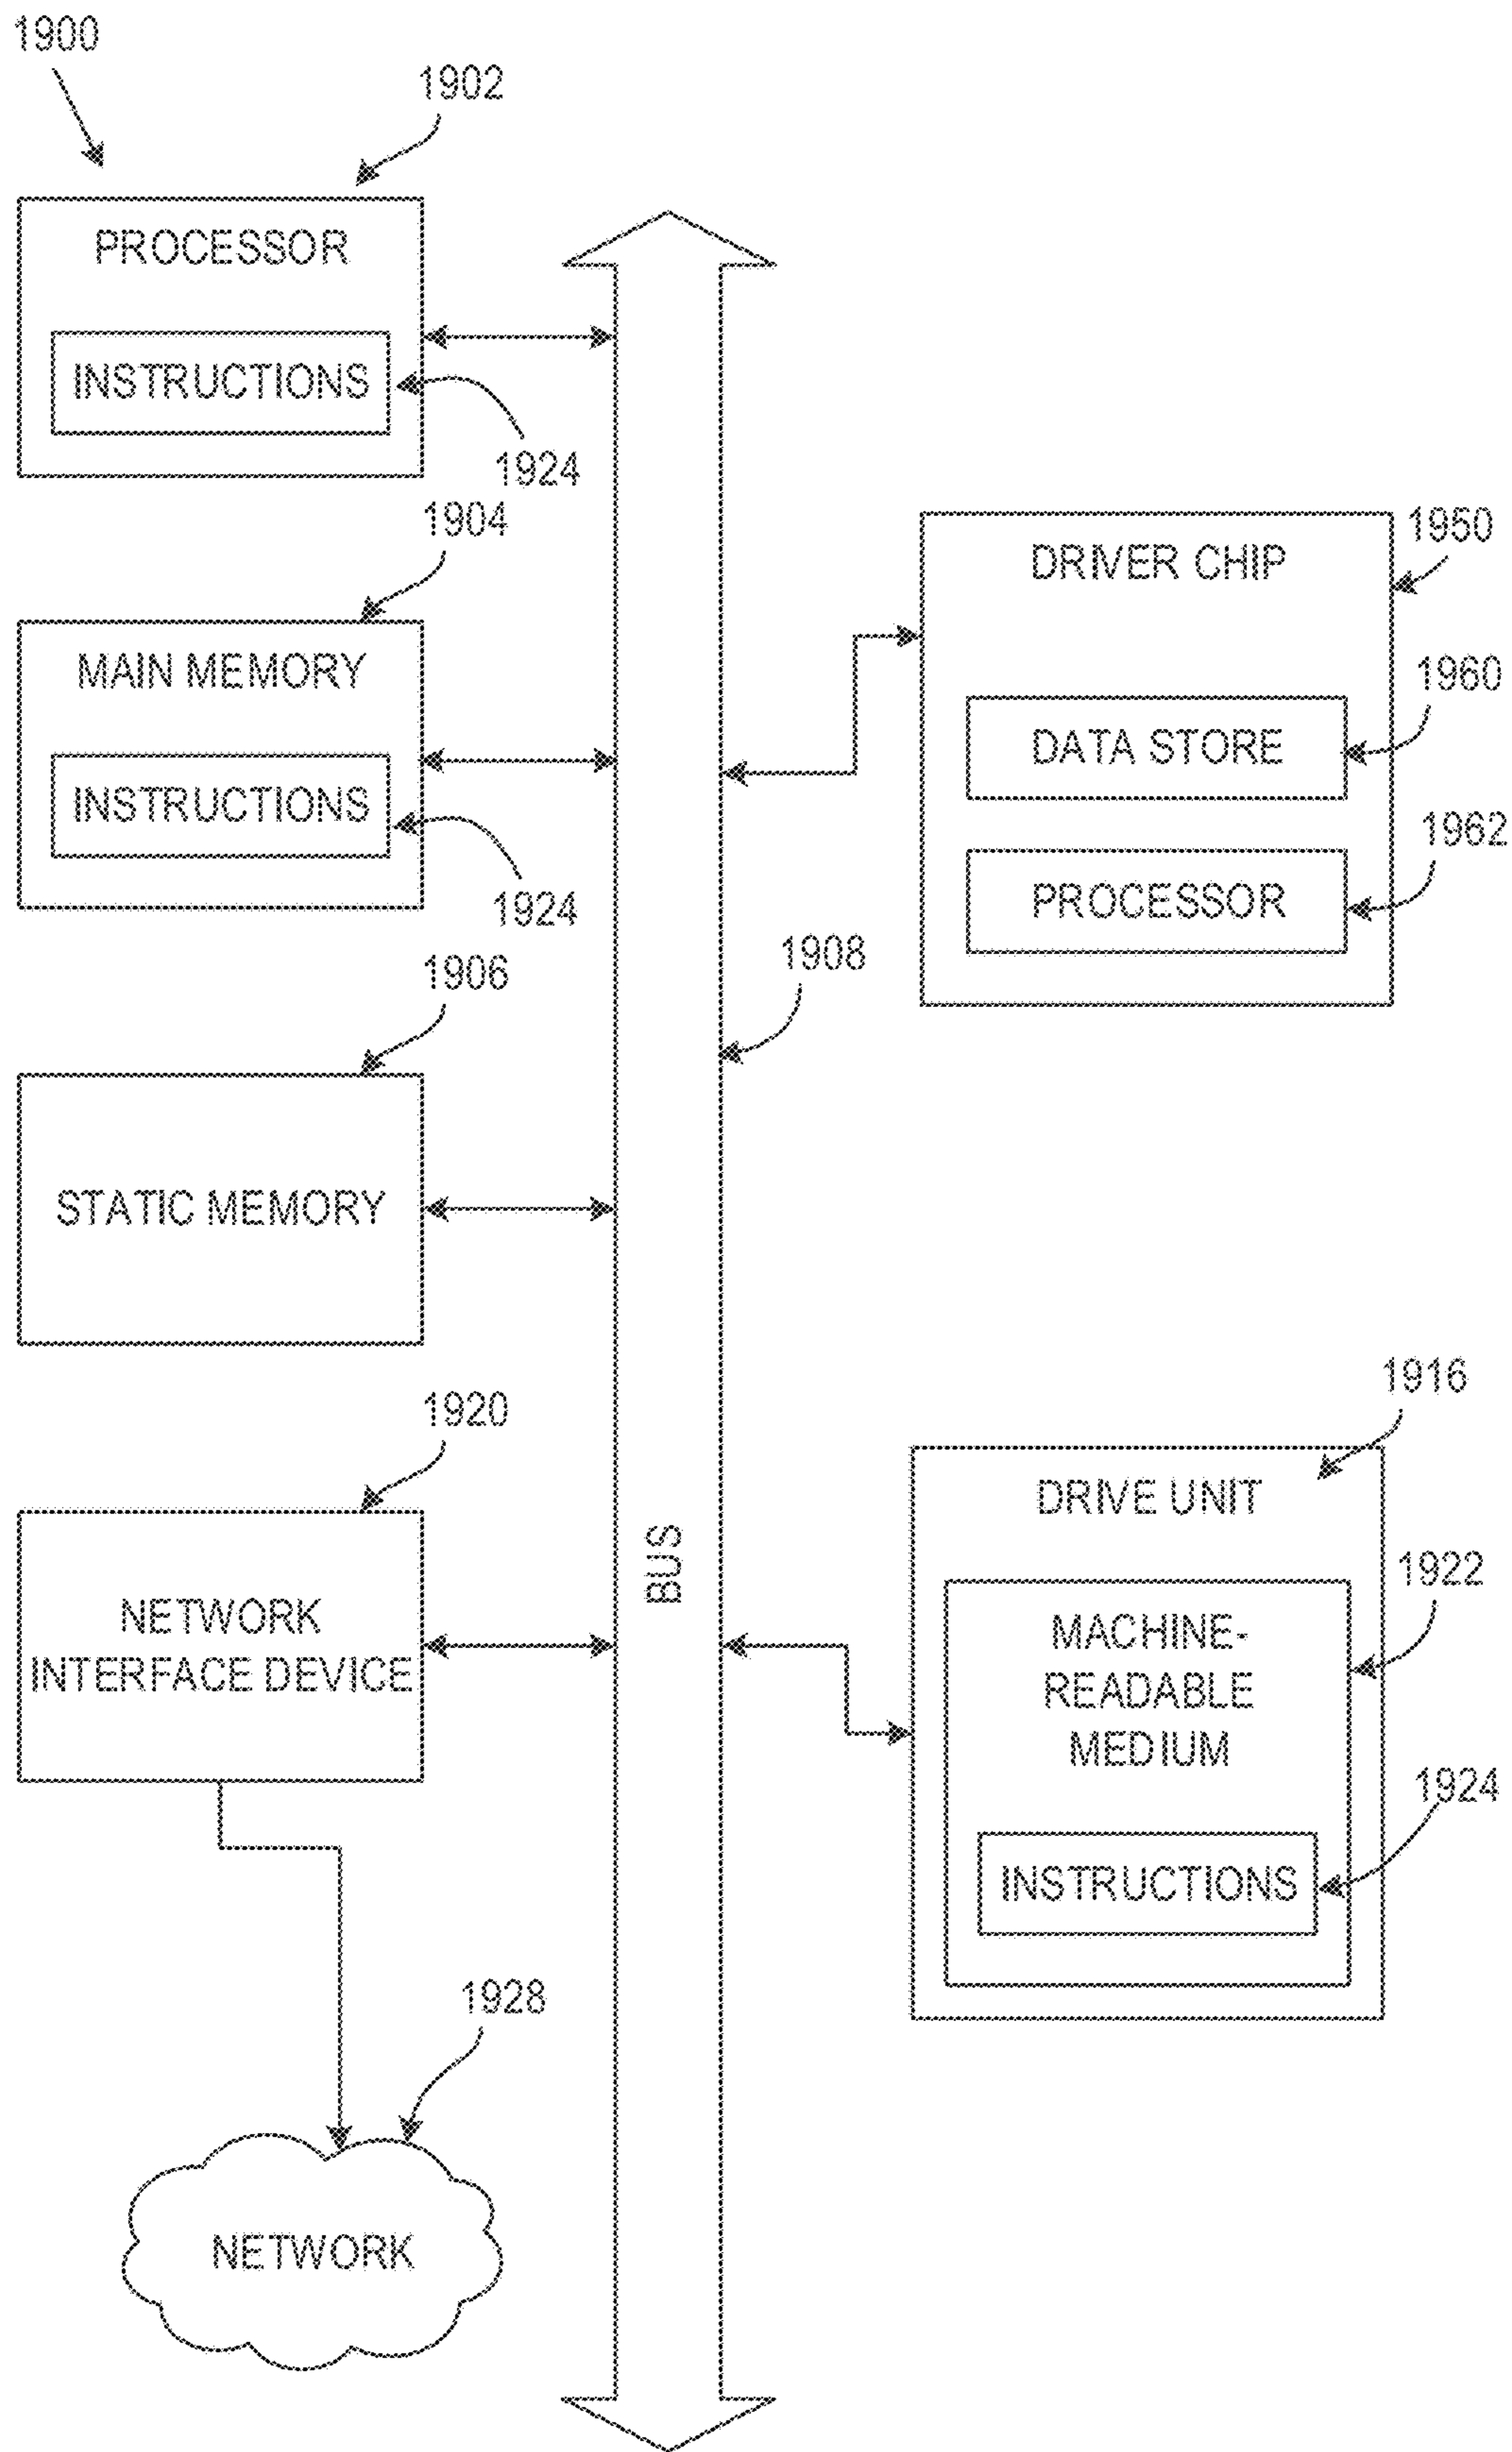 1900
1902
PROCESSOR
INSTRUCTIONS
1924
1904
MAIN MEMORY
INSTRUCTIONS
1924
1906
STATIC MEMORY
1920
NETWORK
INTERFACE DEVICE
1928
NETWORK
BUS
1908
DRIVER CHIP
1950
DATA STORE
1960
PROCESSOR
1962
1916
DRIVE UNIT
1922
MACHINE-
READABLE
MEDIUM
1924
INSTRUCTIONS